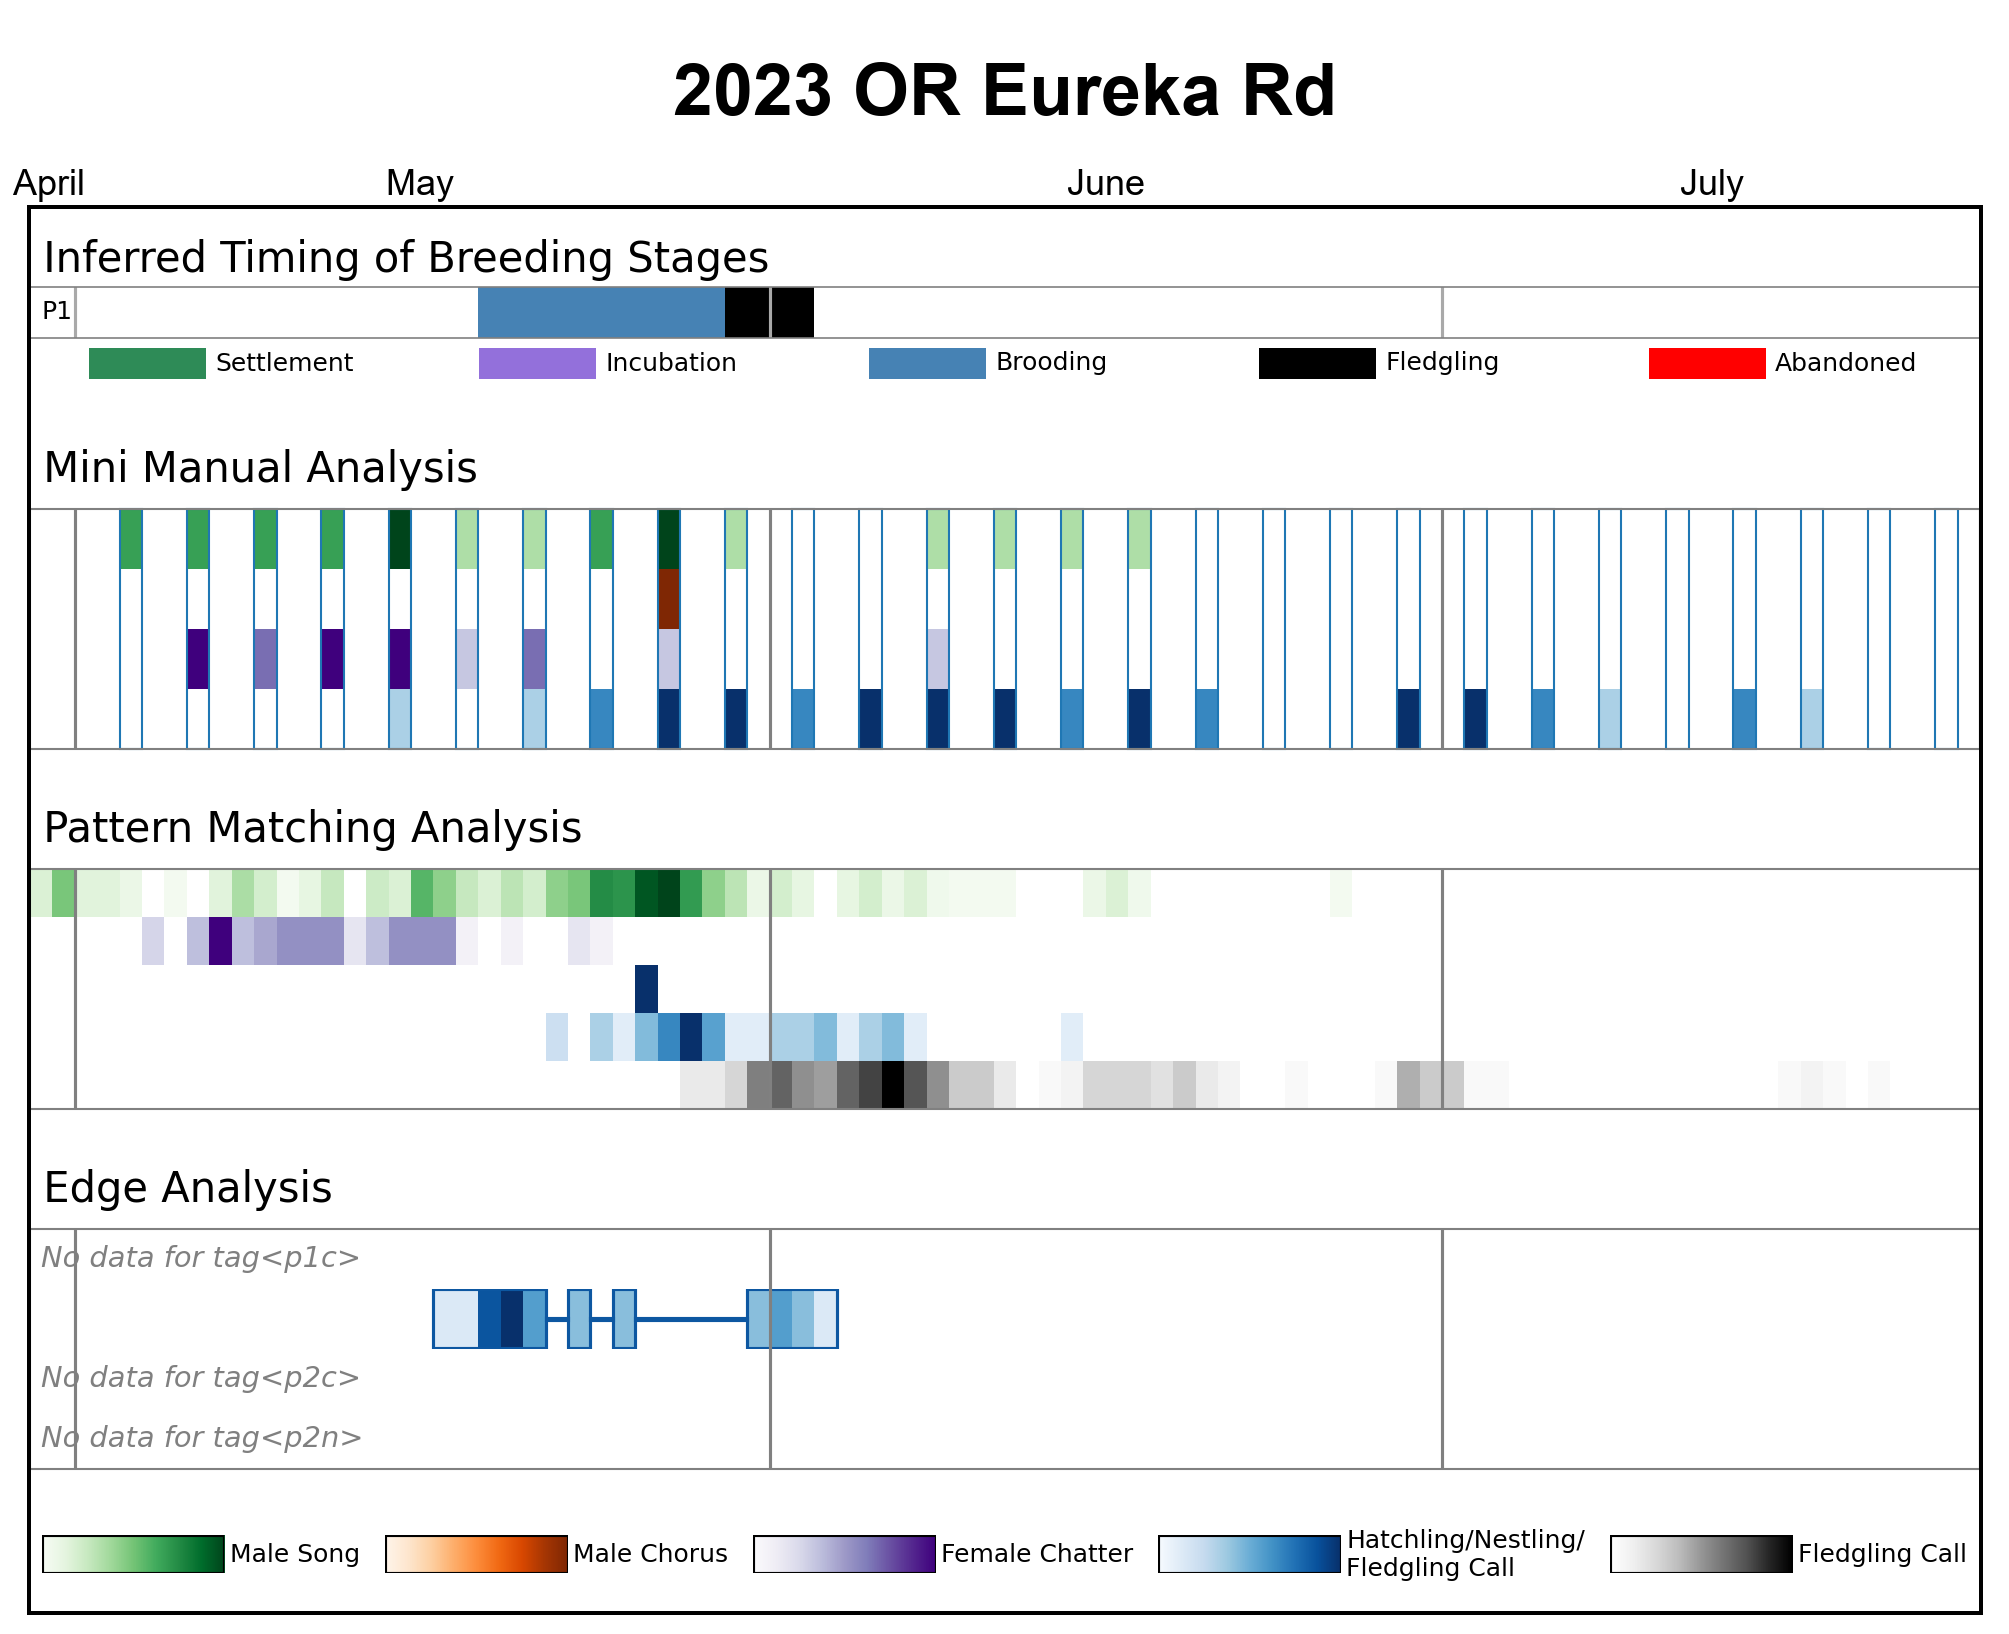 2023 OR Eureka Rd
April May June July
Inferred Timing of Breeding Stages
P1
Settlement Incubation Brooding Fledgling Abandoned
Mini Manual Analysis
Pattern Matching Analysis
Edge Analysis
No data for tag<p1c>
No data for tag<p2c>
No data for tag<p2n>
Male Song Male Chorus Female Chatter Hatchling/Nestling/
Fledgling Call Fledgling Call